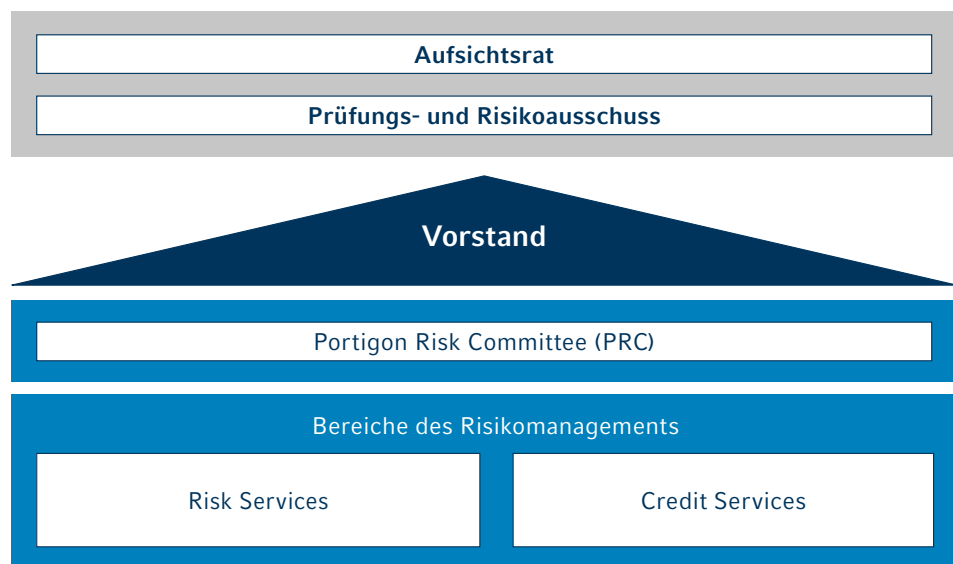 Aufsichtsrat
Prüfungs- und Risikoausschuss
Vorstand
Portigon Risk Committee (PRC)
Bereiche des Risikomanagements
Risk Services
Credit Services